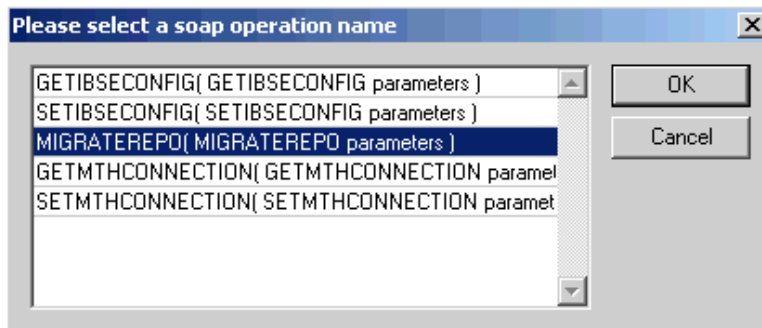 Please select a soap operation name
GETIBSECONFIG( GETIBSECONFIG parameters )
OK
SETIBSECONFIG( SETIBSECONFIG parameters )
MIGRATEREPO( MIGRATEREPO parameters )
Cancel
GETMTHCONNECTION( GETMTHCONNECTION paramet
SETMTHCONNECTION( SETMTHCONNECTION paramet